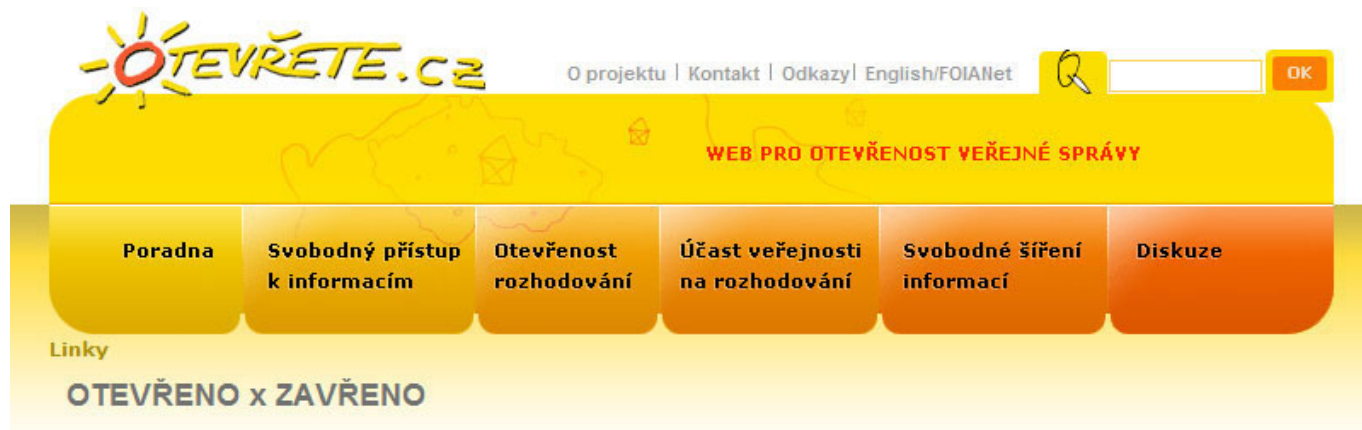 OTEVŘETE.CZ
O projektu | Kontakt | Odkazy | English/FOIANet
OK
WEB PRO OTEVŘENOST VEŘEJNÉ SPRÁVY
Poradna
Svobodný přístup
k informacím
Otevřenost
rozhodování
Účast veřejnosti
na rozhodování
Svobodné šíření
informací
Diskuze
Linky
OTEVŘENO x ZAVŘENO